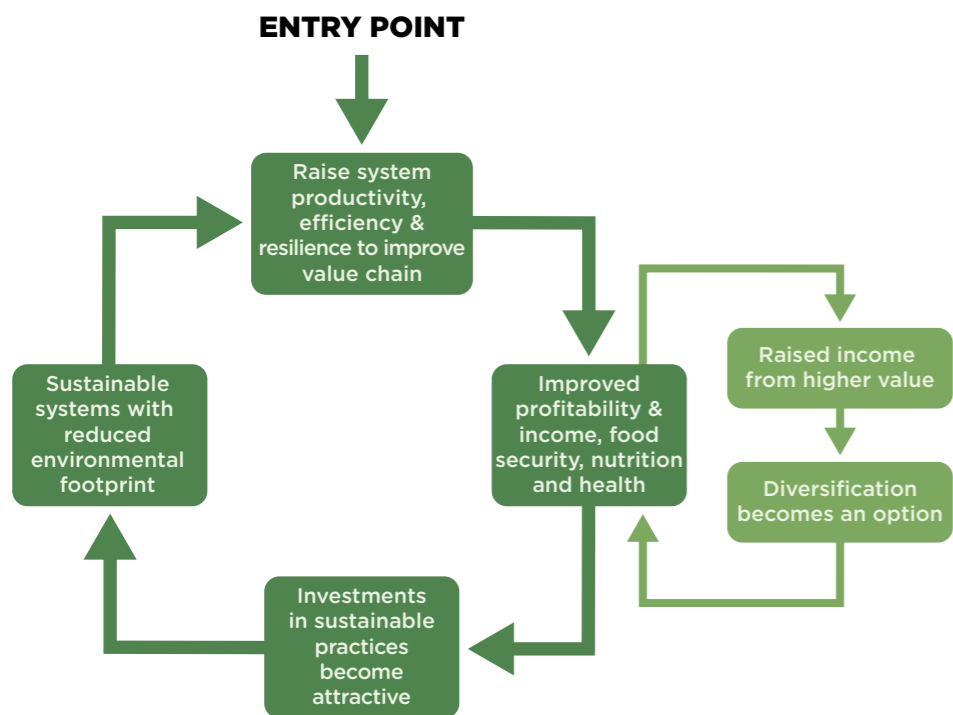 ENTRY POINT
Raise system
productivity,
efficiency &
resilience to improve
value chain
Improved
profitability &
income, food
security, nutrition
and health
Raised income
from higher value
Diversification
becomes an option
Investments
in sustainable
practices
become
attractive
Sustainable
systems with
reduced
environmental
footprint